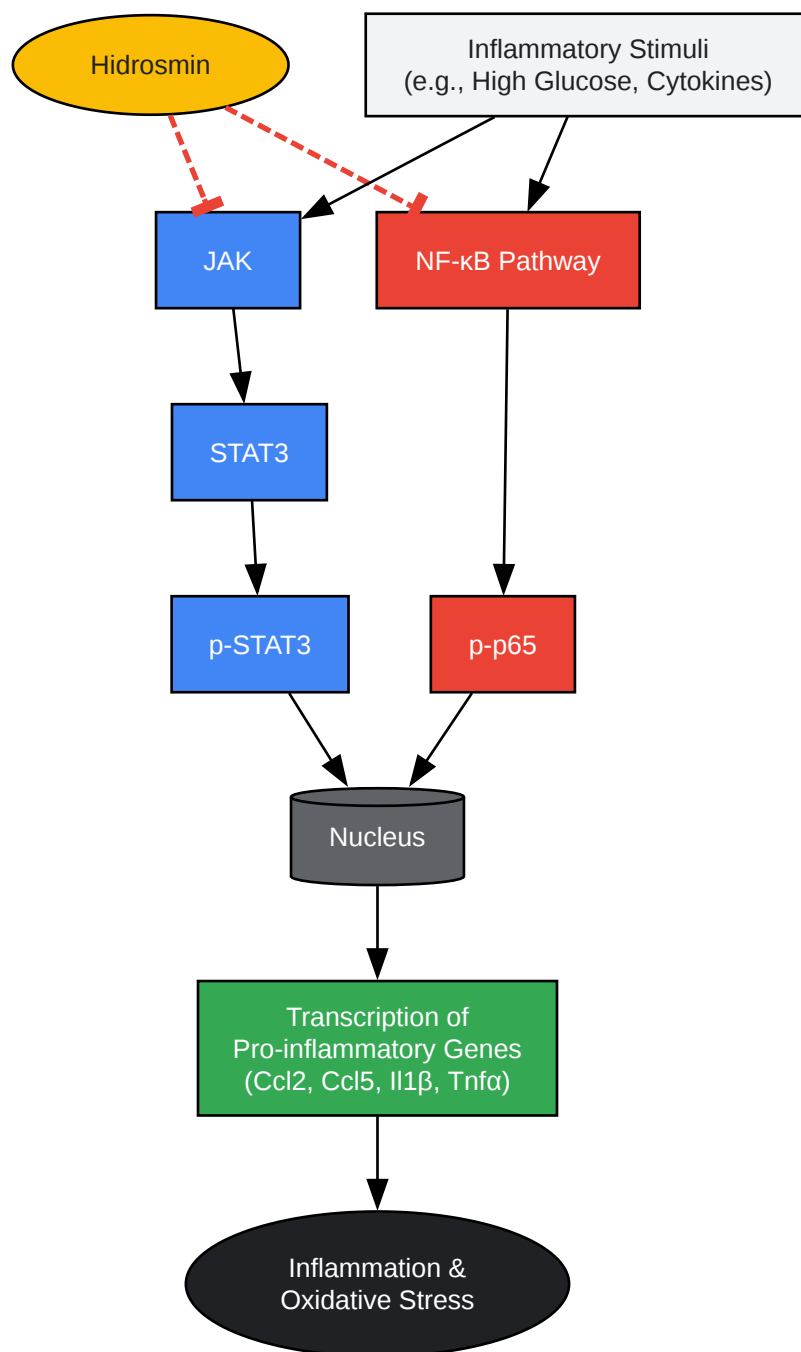 Hidrosmin
Inflammatory Stimuli
(e.g., High Glucose, Cytokines)
JAK
NF-κB Pathway
STAT3
p-STAT3
p-p65
Nucleus
Transcription of
Pro-inflammatory Genes
(Ccl2, Ccl5, Il1β, Tnfα)
Inflammation &
Oxidative Stress